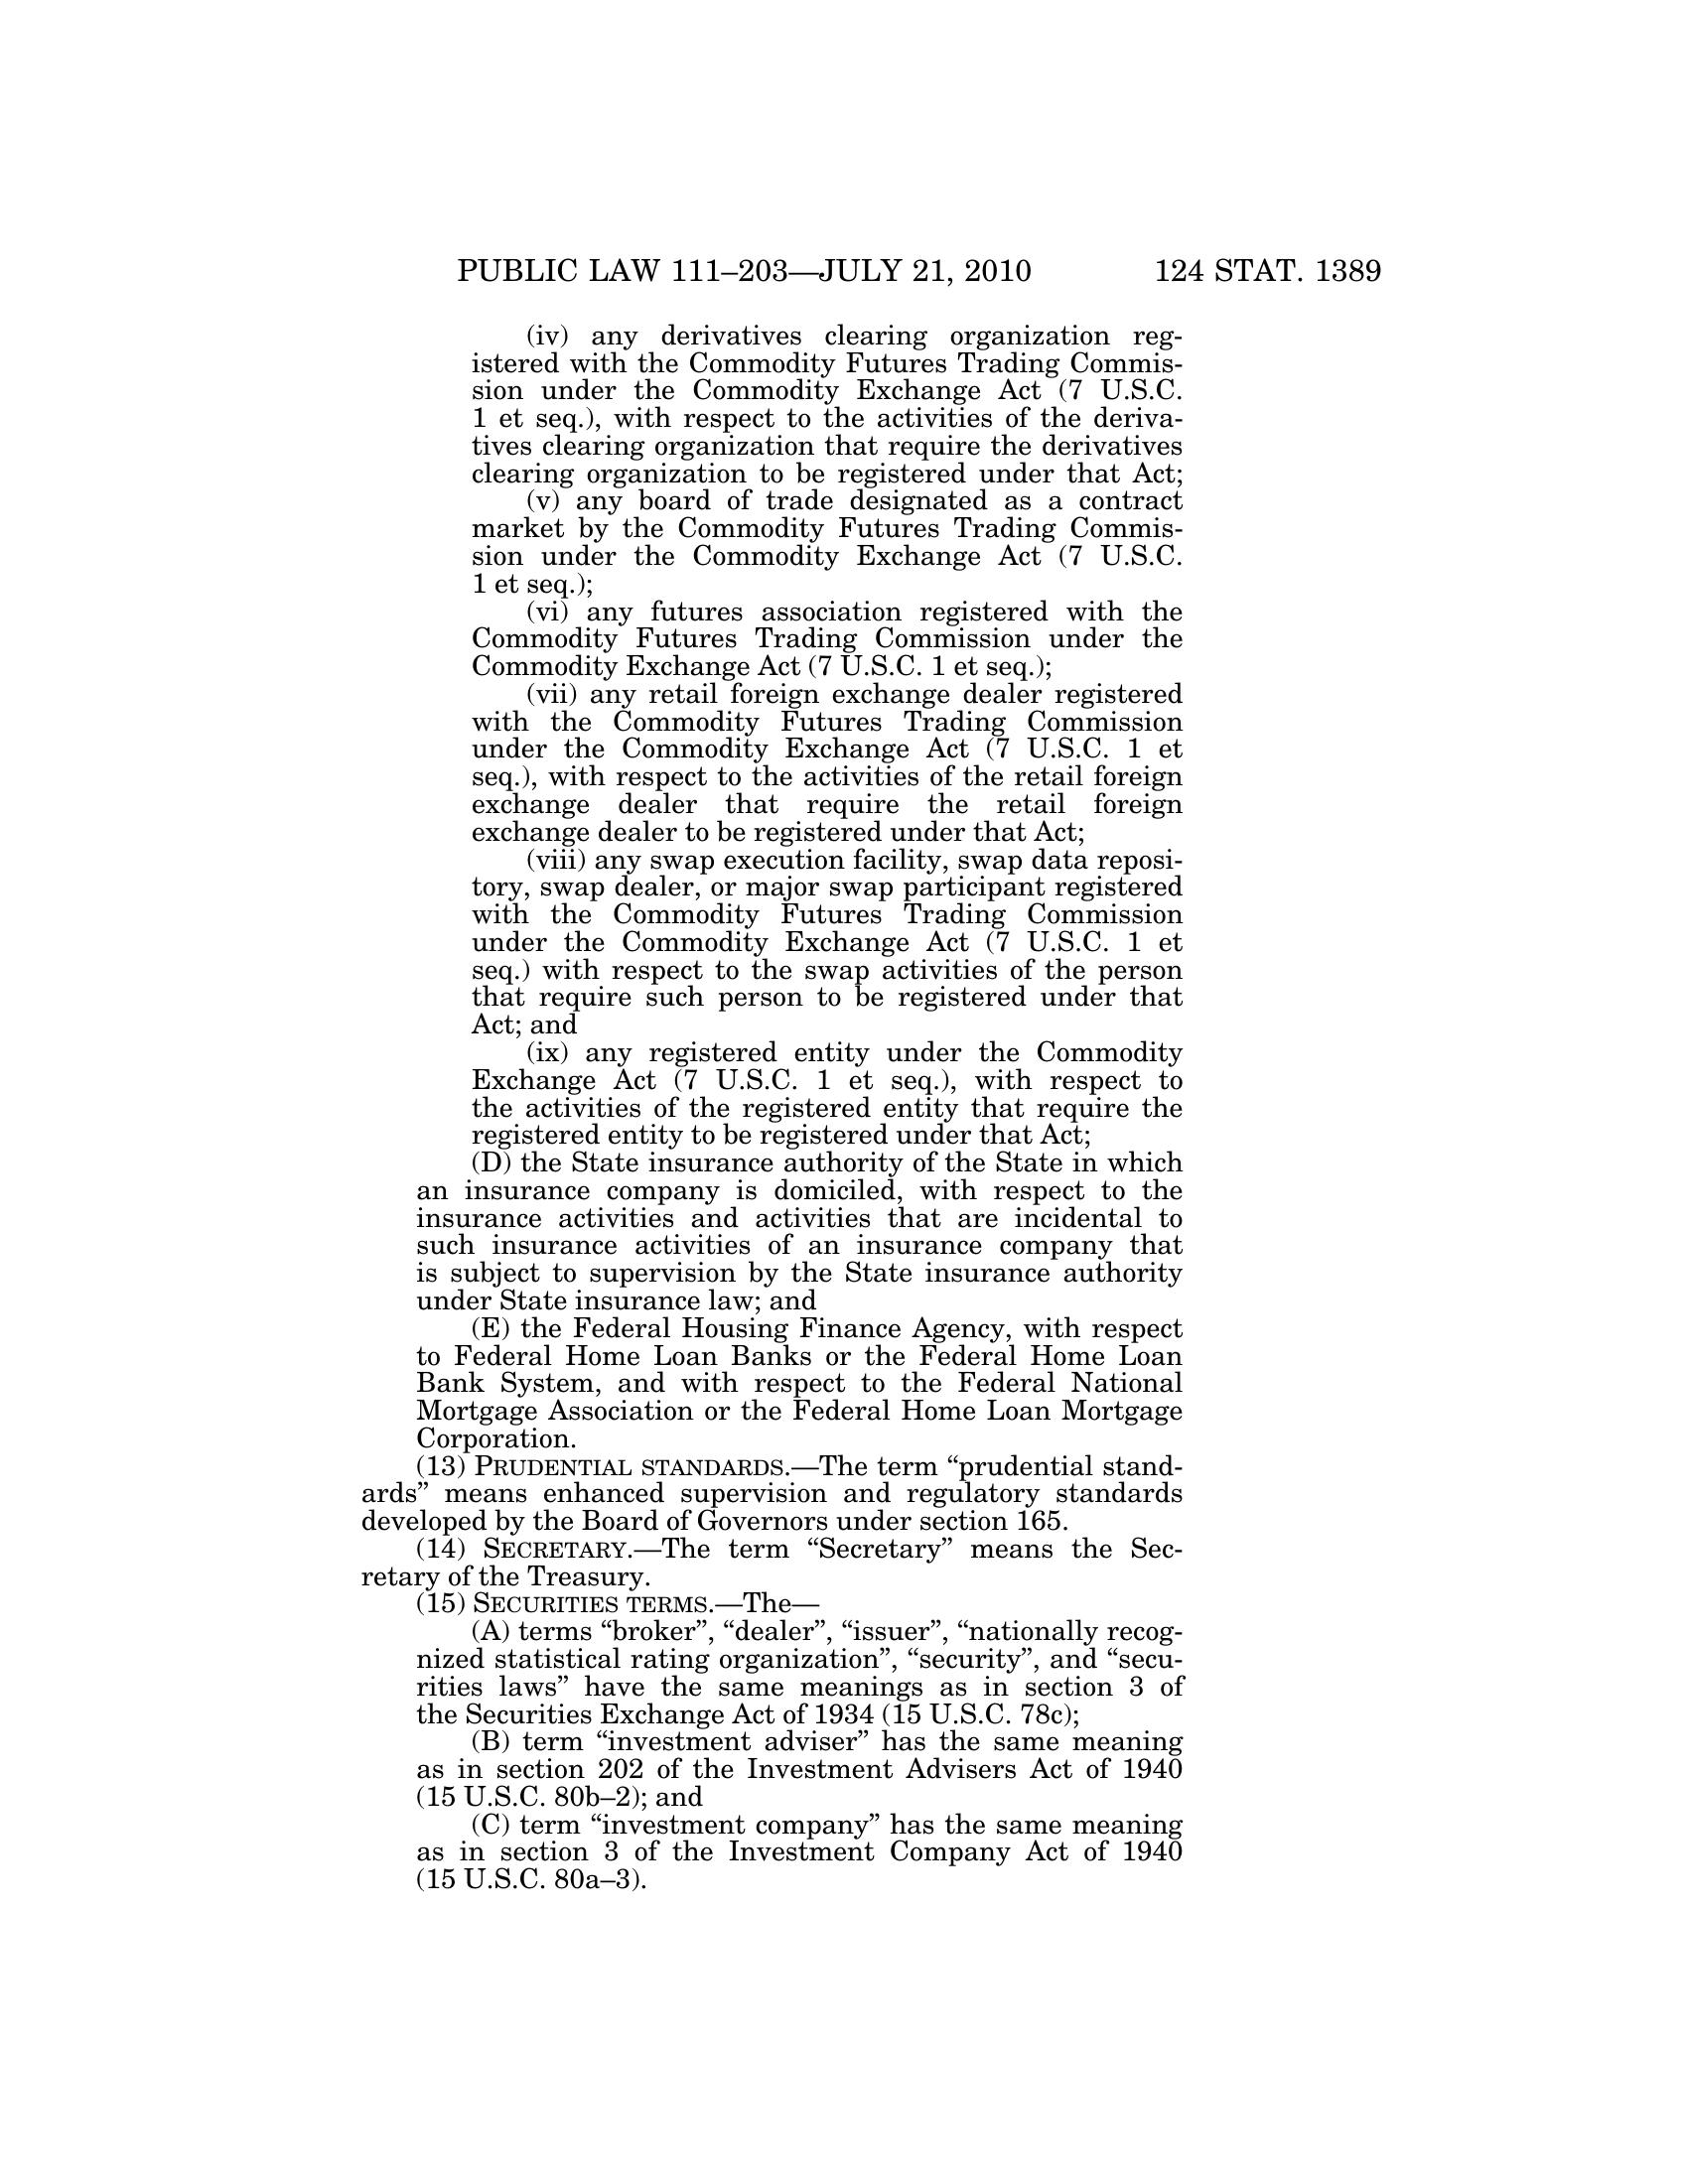 PUBLIC LAW 111–203—JULY 21, 2010 124 STAT. 1389
(iv) any derivatives clearing organization reg-
istered with the Commodity Futures Trading Commis-
sion under the Commodity Exchange Act (7 U.S.C.
1 et seq.), with respect to the activities of the deriva-
tives clearing organization that require the derivatives
clearing organization to be registered under that Act;
(v) any board of trade designated as a contract
market by the Commodity Futures Trading Commis-
sion under the Commodity Exchange Act (7 U.S.C.
1 et seq.);
(vi) any futures association registered with the
Commodity Futures Trading Commission under the
Commodity Exchange Act (7 U.S.C. 1 et seq.);
(vii) any retail foreign exchange dealer registered
with the Commodity Futures Trading Commission
under the Commodity Exchange Act (7 U.S.C. 1 et
seq.), with respect to the activities of the retail foreign
exchange dealer that require the retail foreign
exchange dealer to be registered under that Act;
(viii) any swap execution facility, swap data reposi-
tory, swap dealer, or major swap participant registered
with the Commodity Futures Trading Commission
under the Commodity Exchange Act (7 U.S.C. 1 et
seq.) with respect to the swap activities of the person
that require such person to be registered under that
Act; and
(ix) any registered entity under the Commodity
Exchange Act (7 U.S.C. 1 et seq.), with respect to
the activities of the registered entity that require the
registered entity to be registered under that Act;
(D) the State insurance authority of the State in which
an insurance company is domiciled, with respect to the
insurance activities and activities that are incidental to
such insurance activities of an insurance company that
is subject to supervision by the State insurance authority
under State insurance law; and
(E) the Federal Housing Finance Agency, with respect
to Federal Home Loan Banks or the Federal Home Loan
Bank System, and with respect to the Federal National
Mortgage Association or the Federal Home Loan Mortgage
Corporation.
(13) PRUDENTIAL STANDARDS.—The term “prudential stand-
ards” means enhanced supervision and regulatory standards
developed by the Board of Governors under section 165.
(14) SECRETARY.—The term “Secretary” means the Sec-
retary of the Treasury.
(15) SECURITIES TERMS.—The—
(A) terms “broker”, “dealer”, “issuer”, “nationally recog-
nized statistical rating organization”, “security”, and “secu-
rities laws” have the same meanings as in section 3 of
the Securities Exchange Act of 1934 (15 U.S.C. 78c);
(B) term “investment adviser” has the same meaning
as in section 202 of the Investment Advisers Act of 1940
(15 U.S.C. 80b–2); and
(C) term “investment company” has the same meaning
as in section 3 of the Investment Company Act of 1940
(15 U.S.C. 80a–3).